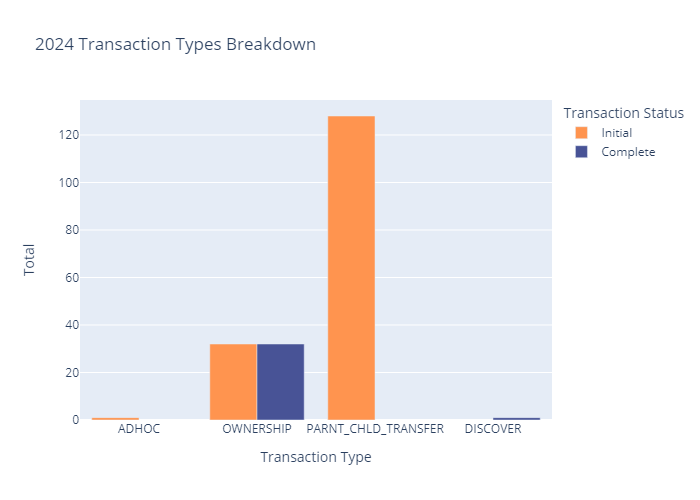 2024 Transaction Types Breakdown
Transaction Status
Initial
Complete
120
100
80
60
40
20
0
Total
ADHOC
OWNERSHIP
PARNT_CHLD_TRANSFER
DISCOVER
Transaction Type